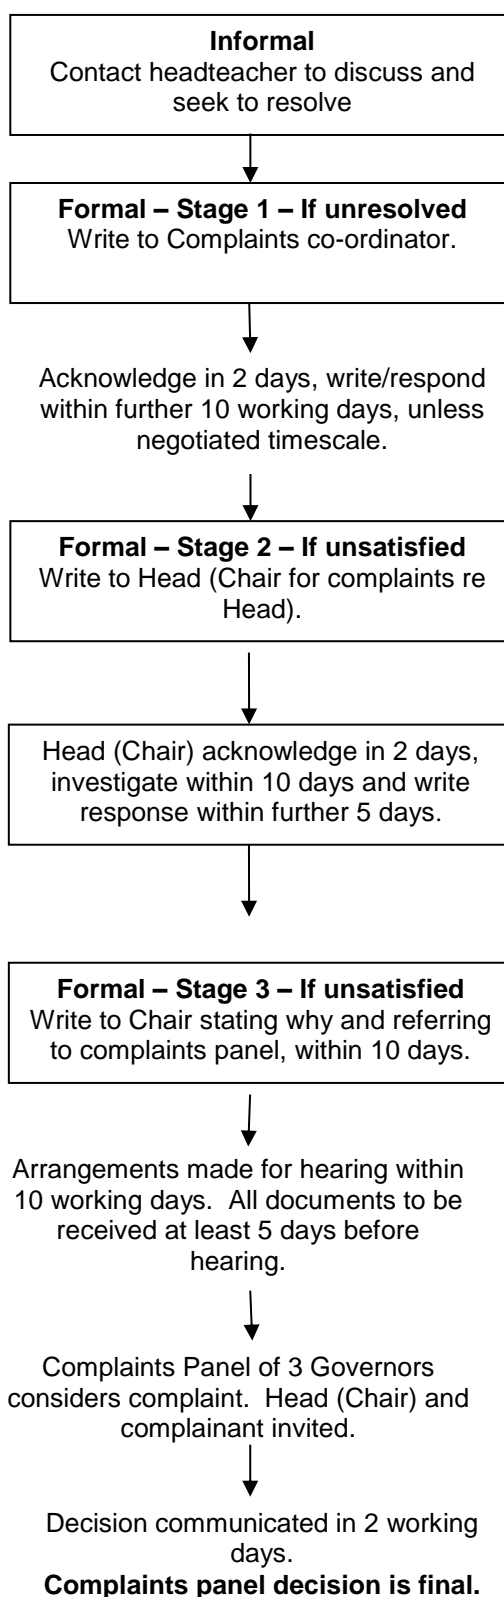 Informal
Contact headteacher to discuss and
seek to resolve
Formal – Stage 1 – If unresolved
Write to Complaints co-ordinator.
Acknowledge in 2 days, write/respond
within further 10 working days, unless
negotiated timescale.
Formal – Stage 2 – If unsatisfied
Write to Head (Chair for complaints re
Head).
Head (Chair) acknowledge in 2 days,
investigate within 10 days and write
response within further 5 days.
Formal – Stage 3 – If unsatisfied
Write to Chair stating why and referring
to complaints panel, within 10 days.
Arrangements made for hearing within
10 working days.  All documents to be
received at least 5 days before
hearing.
Complaints Panel of 3 Governors
considers complaint.  Head (Chair) and
complainant invited.
Decision communicated in 2 working
days.
Complaints panel decision is final.